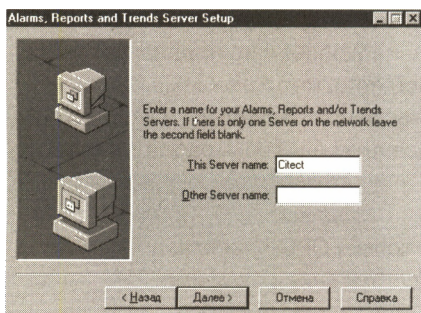 Alarms, Reports and Trends Server Setup
Enter a name for your Alarms, Reports and/or Trends
Servers. If there is only one Server on the network leave
the second field blank.
This Server name: Citect
Other Server name:
< Назад Далее > Отмена Справка